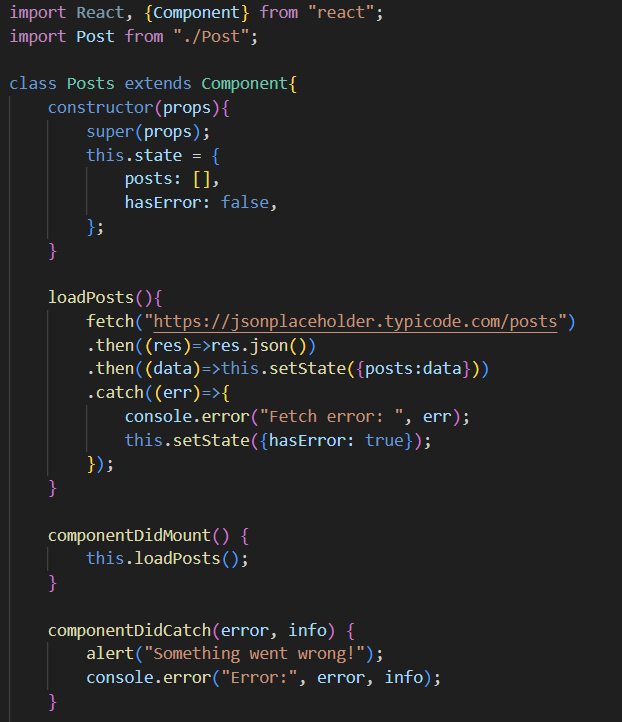 import React, {Component} from "react";
import Post from "./Post";

class Posts extends Component{
    constructor(props){
        super(props);
        this.state = {
            posts: [],
            hasError: false,
        };
    }

    loadPosts(){
        fetch("https://jsonplaceholder.typicode.com/posts")
        .then((res)=>res.json())
        .then((data)=>this.setState({posts:data}))
        .catch((err)=>{
            console.error("Fetch error: ", err);
            this.setState({hasError: true});
        });
    }

    componentDidMount() {
        this.loadPosts();
    }

    componentDidCatch(error, info) {
        alert("Something went wrong!");
        console.error("Error:", error, info);
    }